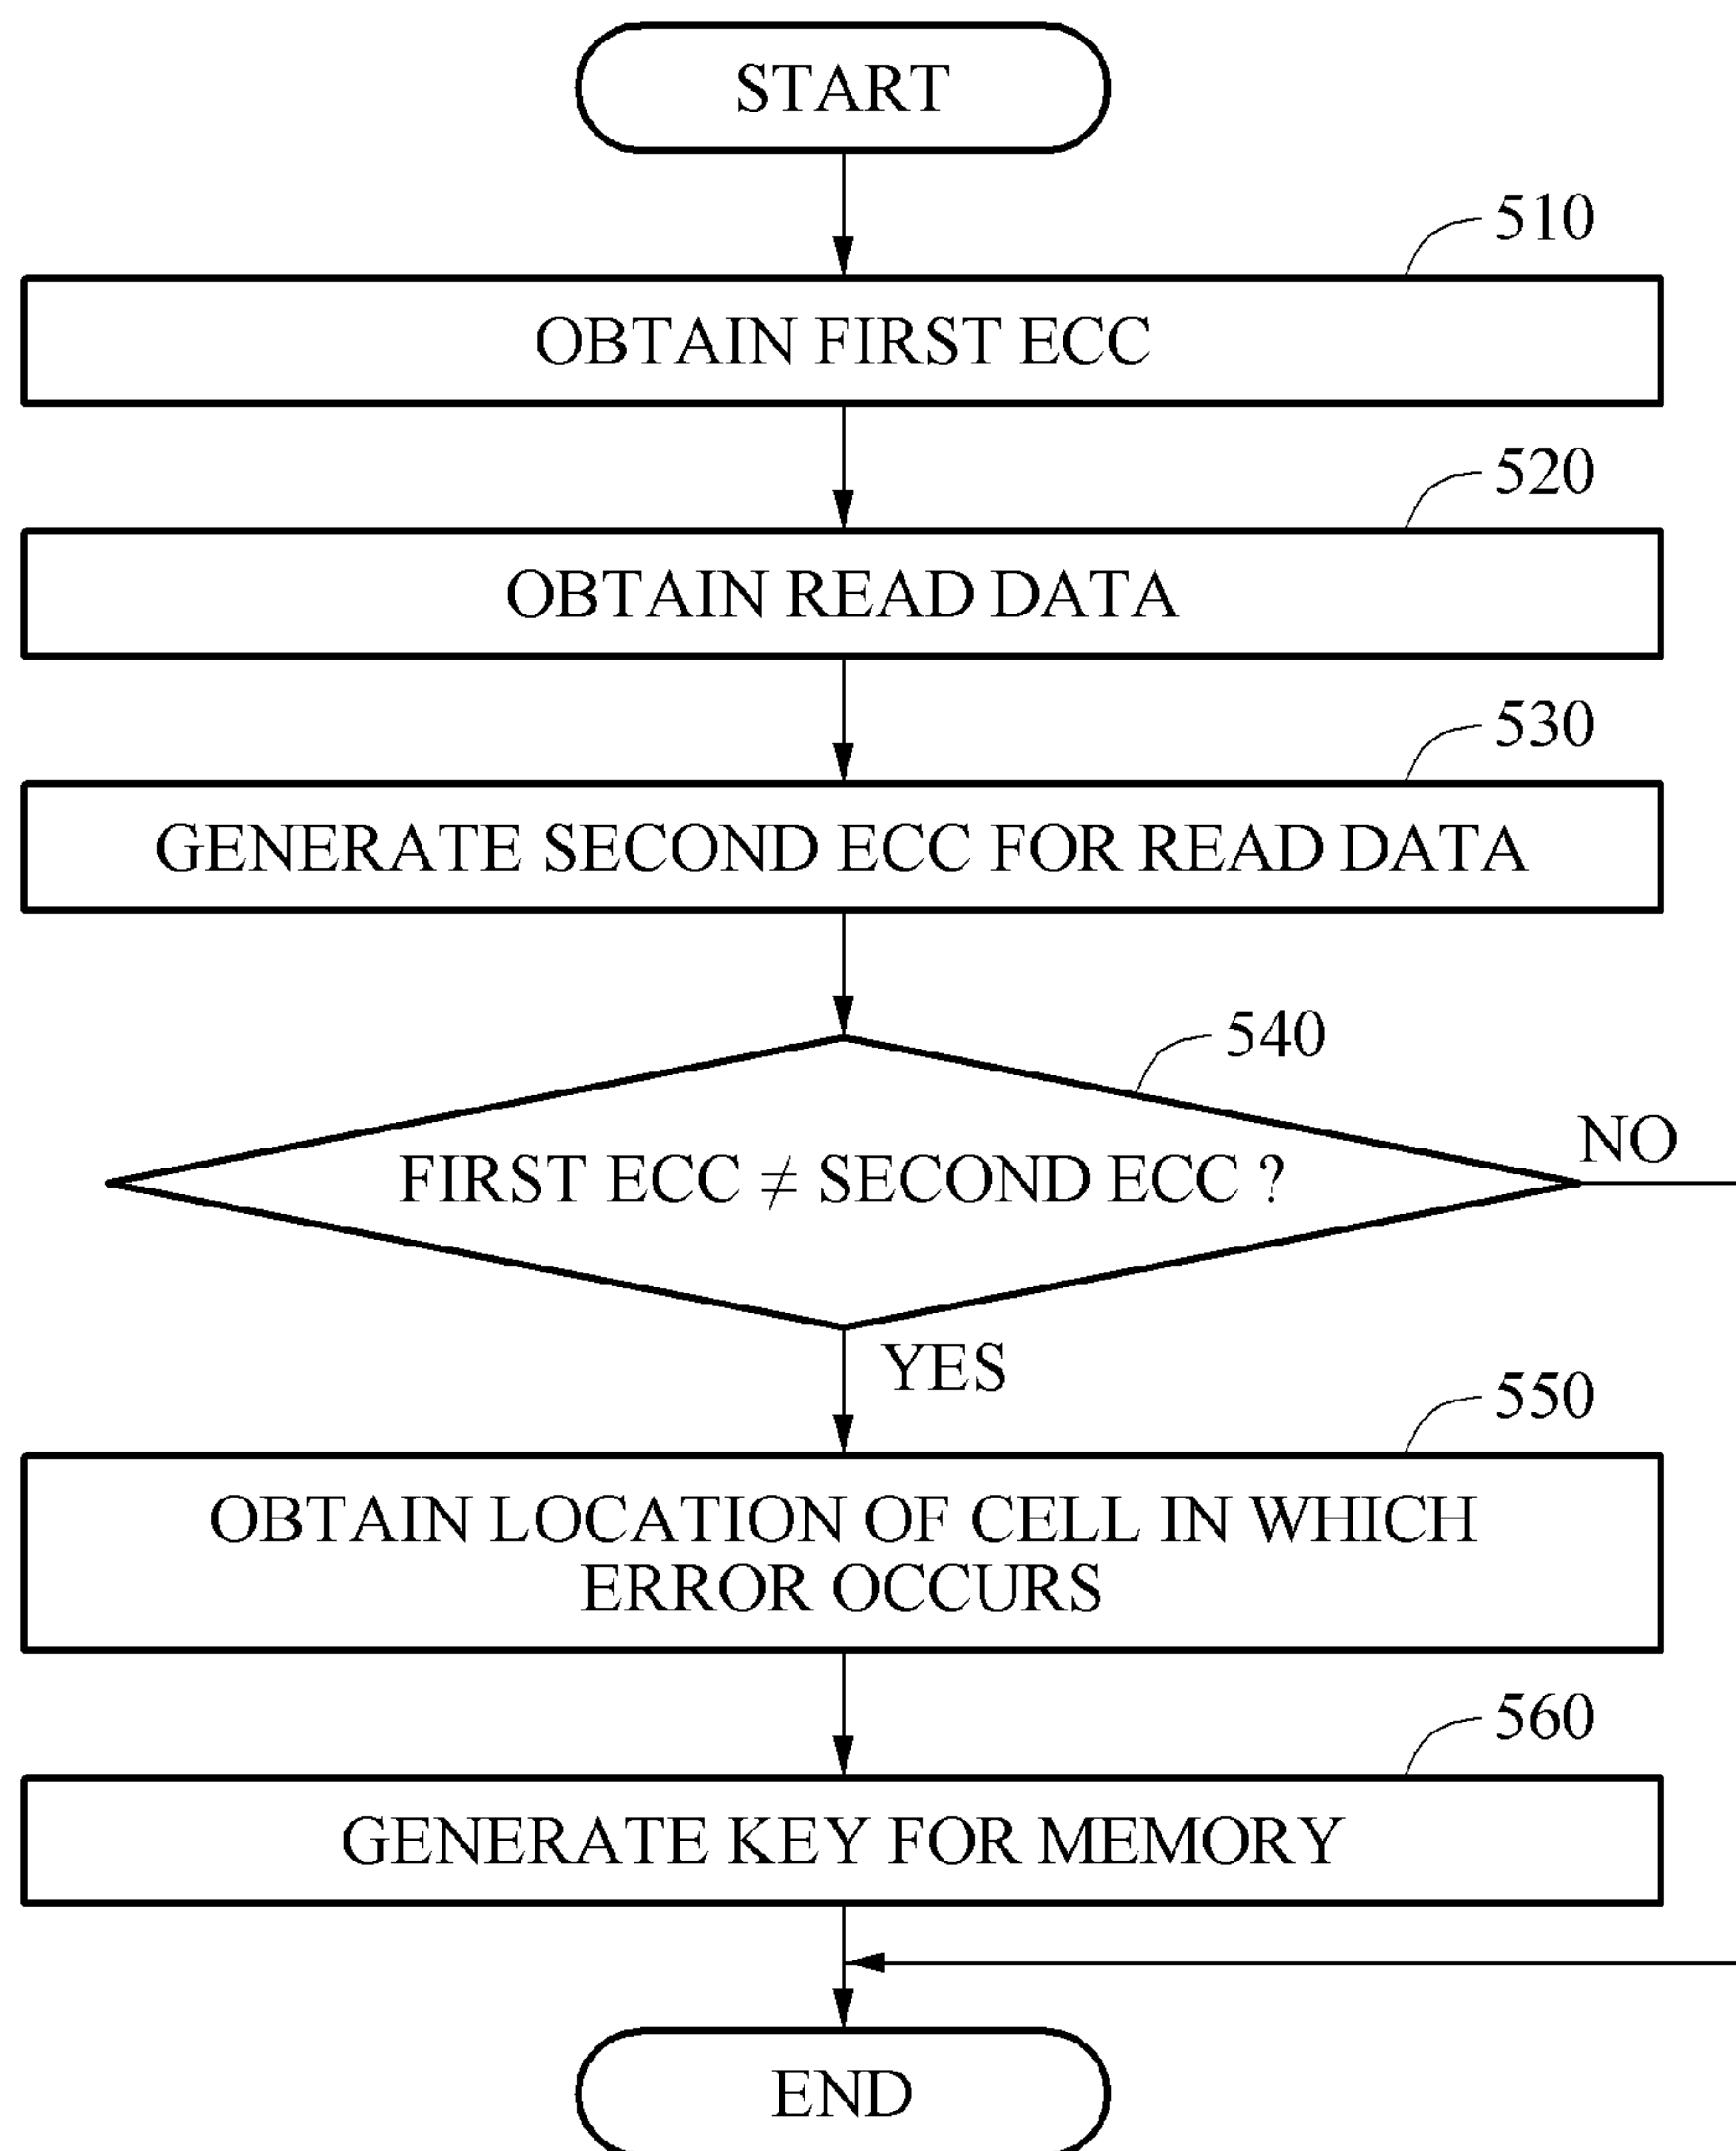 START
510
OBTAIN FIRST ECC
520
OBTAIN READ DATA
530
GENERATE SECOND ECC FOR READ DATA
540
FIRST ECC ≠ SECOND ECC ?
NO
YES
550
OBTAIN LOCATION OF CELL IN WHICH
ERROR OCCURS
560
GENERATE KEY FOR MEMORY
END